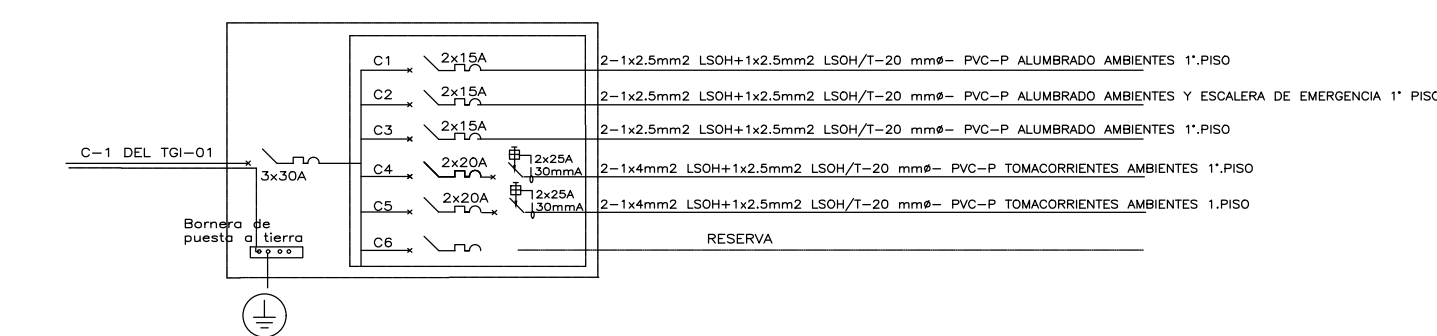 C1 2x15A 2-1x2.5mm2 LSOH+1x2.5mm2 LSOH/T-20 mmø- PVC-P ALUMBRADO AMBIENTES 1°.PISO
C2 2x15A 2-1x2.5mm2 LSOH+1x2.5mm2 LSOH/T-20 mmø- PVC-P ALUMBRADO AMBIENTES Y ESCALERA DE EMERGENCIA 1° PISO
C3 2x15A 2-1x2.5mm2 LSOH+1x2.5mm2 LSOH/T-20 mmø- PVC-P ALUMBRADO AMBIENTES 1°.PISO
C-1 DEL TGI-01
3x30A
C4 2x20A 2x25A 30mmA 2-1x4mm2 LSOH+1x2.5mm2 LSOH/T-20 mmø- PVC-P TOMACORRIENTES AMBIENTES 1°.PISO
C5 2x20A 2x25A 30mmA 2-1x4mm2 LSOH+1x2.5mm2 LSOH/T-20 mmø- PVC-P TOMACORRIENTES AMBIENTES 1.PISO
Bornera de
puesta a tierra
C6 RESERVA